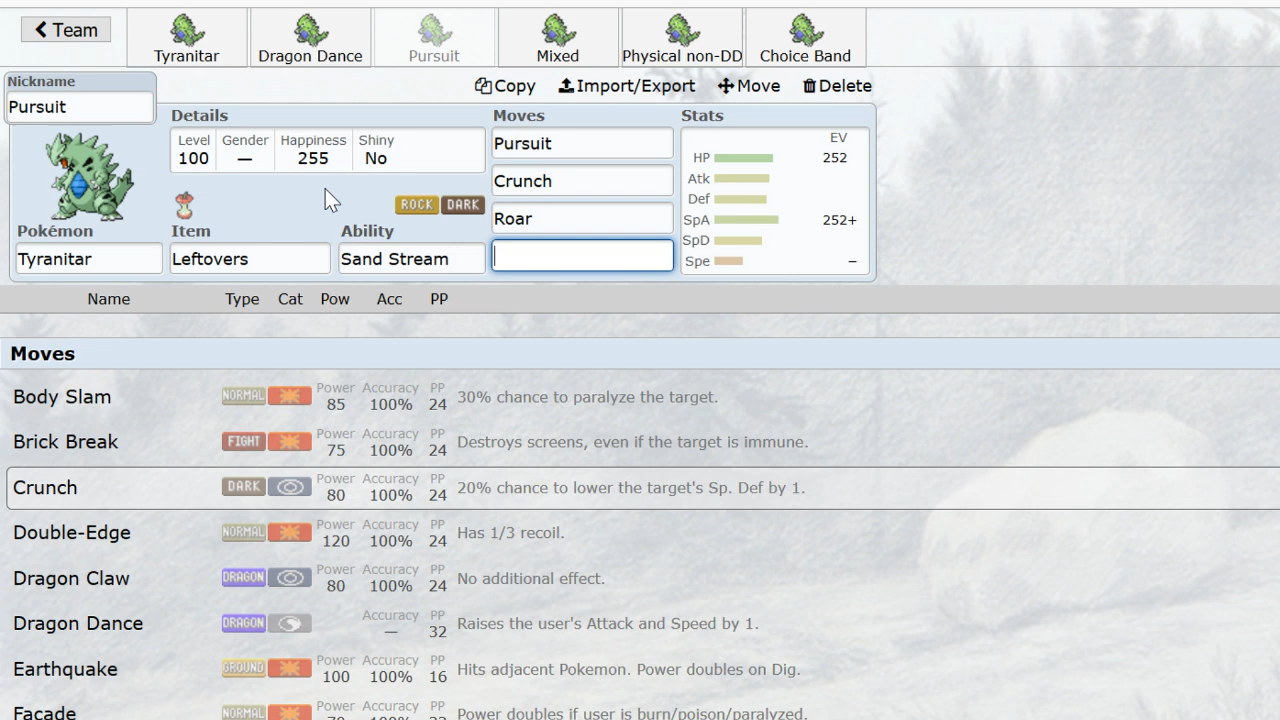 Team
Tyranitar
Dragon Dance
Pursuit
Mixed
Physical non-DD
Choice Band
Copy Import/Export Move Delete
Nickname
Pursuit
Details
Level Gender Happiness Shiny
100 — 255 No
ROCK DARK
Pokémon Item Ability
Tyranitar Leftovers Sand Stream
Moves
Pursuit
Crunch
Roar
Stats
EV
HP 252
Atk
Def
SpA 252+
SpD
Spe −
Name Type Cat Pow Acc PP
Moves
Body Slam NORMAL Power 85 Accuracy 100% PP 24 30% chance to paralyze the target.
Brick Break FIGHT Power 75 Accuracy 100% PP 24 Destroys screens, even if the target is immune.
Crunch DARK Power 80 Accuracy 100% PP 24 20% chance to lower the target's Sp. Def by 1.
Double-Edge NORMAL Power 120 Accuracy 100% PP 24 Has 1/3 recoil.
Dragon Claw DRAGON Power 80 Accuracy 100% PP 24 No additional effect.
Dragon Dance DRAGON Accuracy — PP 32 Raises the user's Attack and Speed by 1.
Earthquake GROUND Power 100 Accuracy 100% PP 16 Hits adjacent Pokemon. Power doubles on Dig.
Facade NORMAL Power 70 Accuracy 100% PP 32 Power doubles if user is burn/poison/paralyzed.